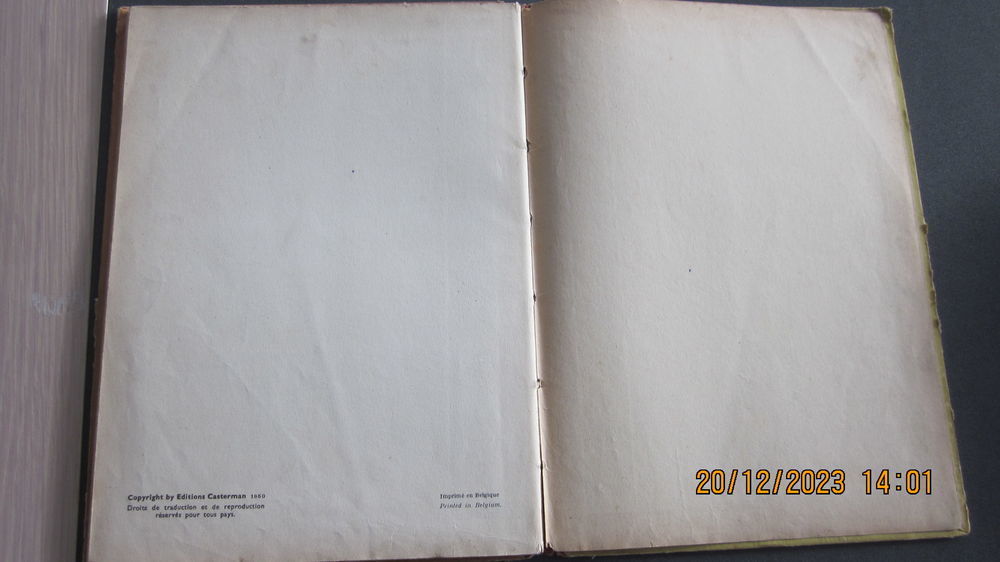 Copyright by Editions Casterman 1950
Droits de traduction et de reproduction
réservés pour tous pays.
Imprimé en Belgique
Printed in Belgium.
20/12/2023 14:01